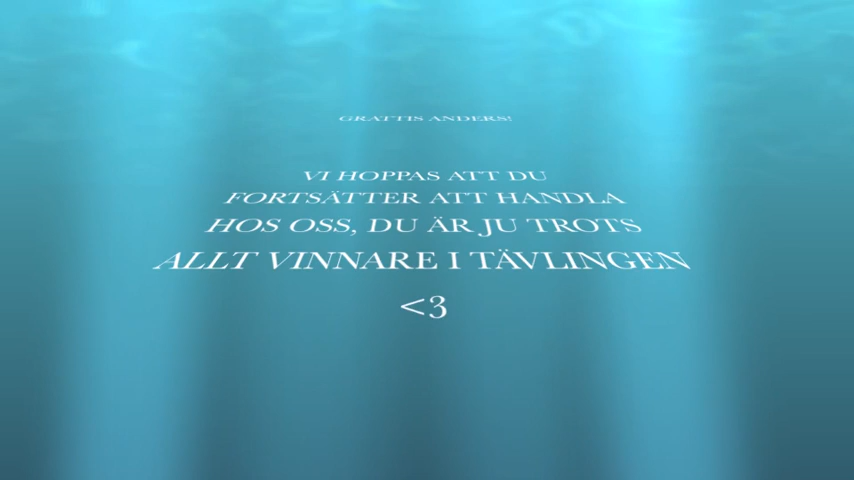 GRATTIS ANDERS!
VI HOPPAS ATT DU
FORTSÄTTER ATT HANDLA
HOS OSS, DU ÄR JU TROTS
ALLT VINNARE I TÄVLINGEN
<3